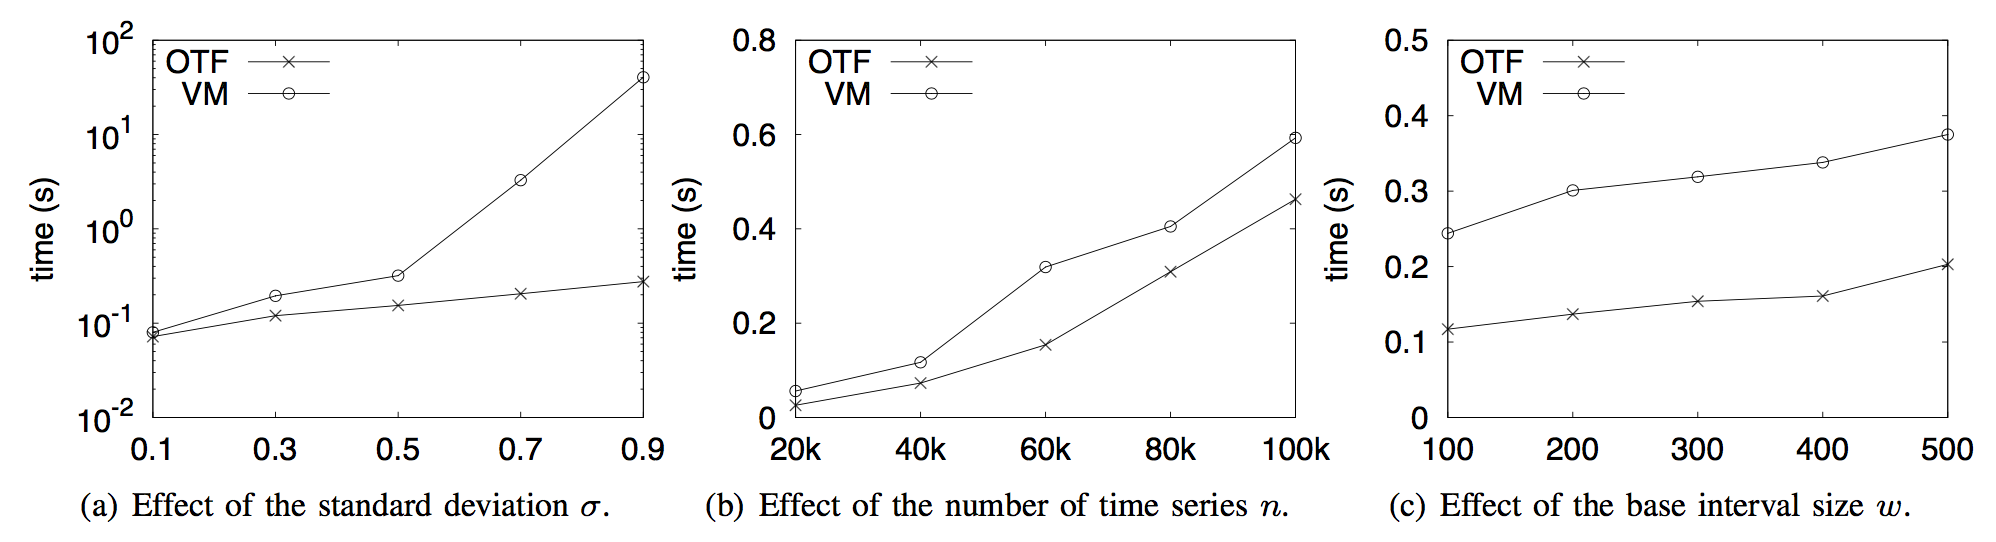 10^2
10^1
10^0
10^-1
10^-2
time (s)
OTF
VM
0.1 0.3 0.5 0.7 0.9
(a) Effect of the standard deviation σ.
0.8
0.6
0.4
0.2
0
time (s)
OTF
VM
20k 40k 60k 80k 100k
(b) Effect of the number of time series n.
0.5
0.4
0.3
0.2
0.1
0
time (s)
OTF
VM
100 200 300 400 500
(c) Effect of the base interval size w.